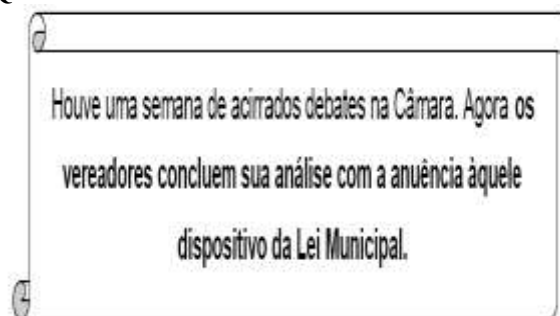 Houve uma semana de acirrados debates na Câmara. Agora os
vereadores concluem sua análise com a anuência àquele
dispositivo da Lei Municipal.